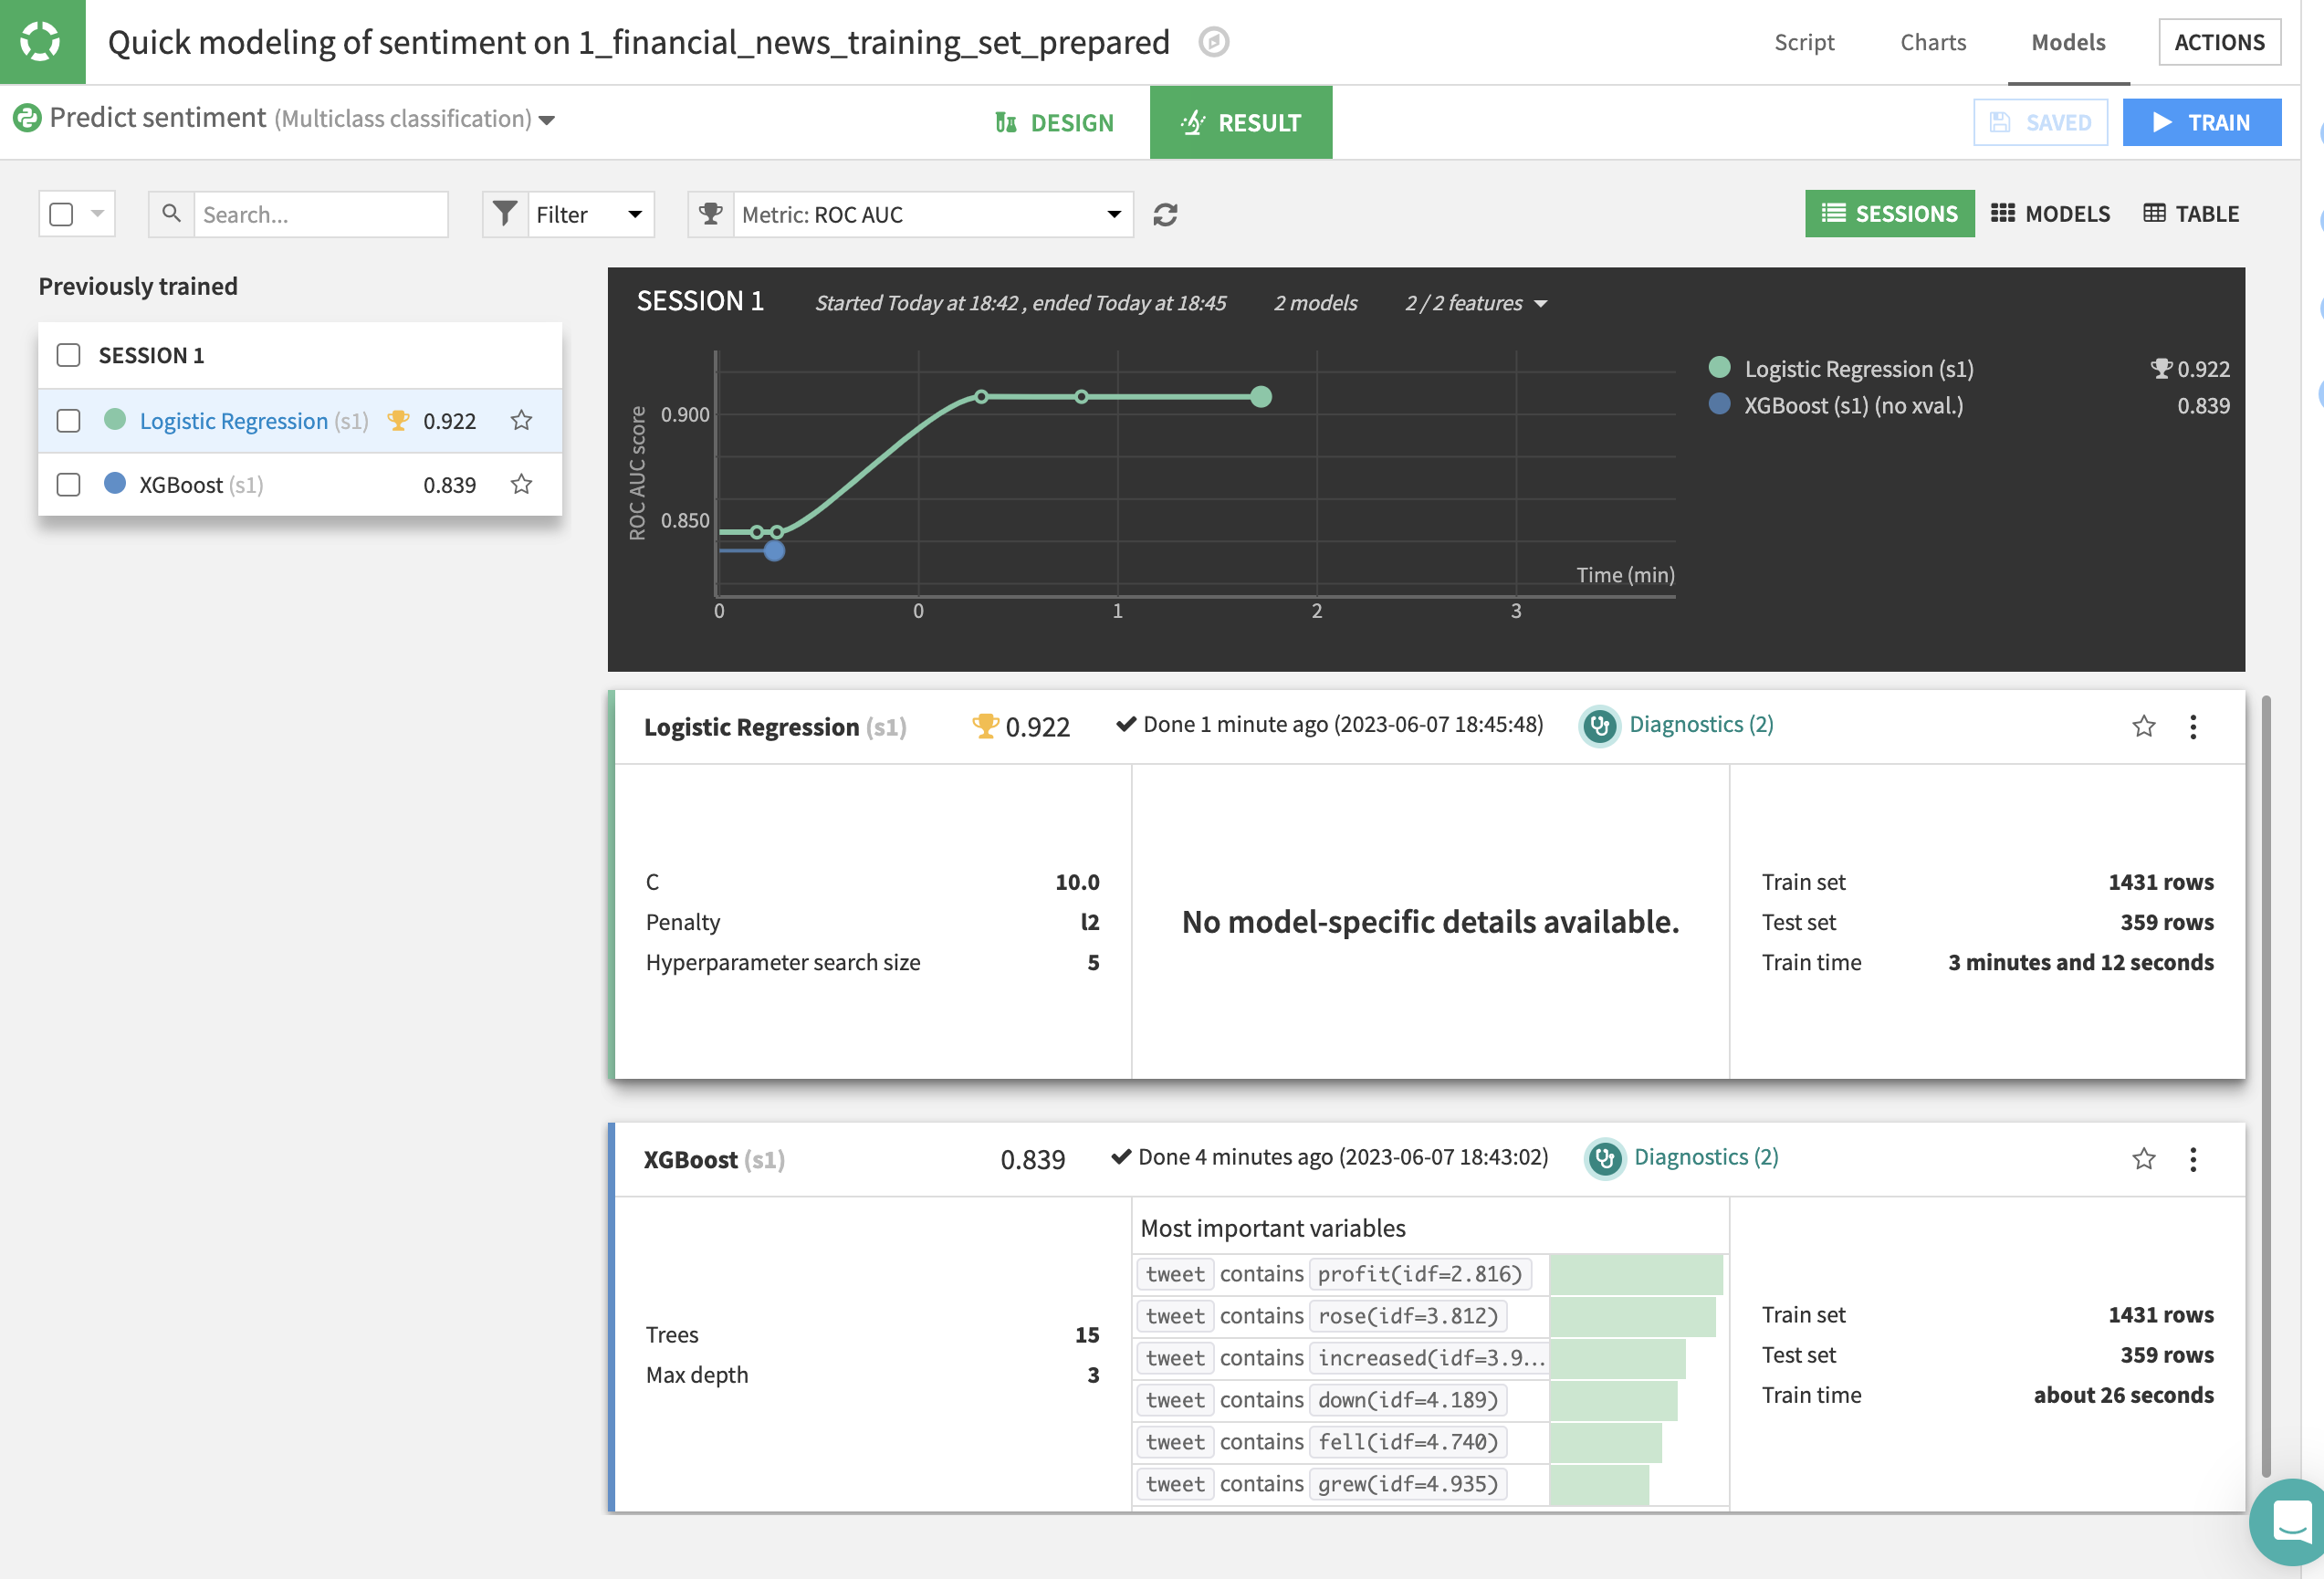 Quick modeling of sentiment on 1_financial_news_training_set_prepared
Script Charts Models ACTIONS
Predict sentiment (Multiclass classification)
DESIGN RESULT
SAVED TRAIN
Search...
Filter
Metric: ROC AUC
SESSIONS MODELS TABLE
Previously trained
SESSION 1
Logistic Regression (s1) 0.922
XGBoost (s1) 0.839
SESSION 1 Started Today at 18:42 , ended Today at 18:45 2 models 2 / 2 features
ROC AUC score
0.900
0.850
Time (min)
0 0 1 2 3
Logistic Regression (s1) 0.922
XGBoost (s1) (no xval.) 0.839
Logistic Regression (s1) 0.922 Done 1 minute ago (2023-06-07 18:45:48) Diagnostics (2)
C 10.0
Penalty l2
Hyperparameter search size 5
No model-specific details available.
Train set 1431 rows
Test set 359 rows
Train time 3 minutes and 12 seconds
XGBoost (s1) 0.839 Done 4 minutes ago (2023-06-07 18:43:02) Diagnostics (2)
Trees 15
Max depth 3
Most important variables
tweet contains profit(idf=2.816)
tweet contains rose(idf=3.812)
tweet contains increased(idf=3.9...
tweet contains down(idf=4.189)
tweet contains fell(idf=4.740)
tweet contains grew(idf=4.935)
Train set 1431 rows
Test set 359 rows
Train time about 26 seconds